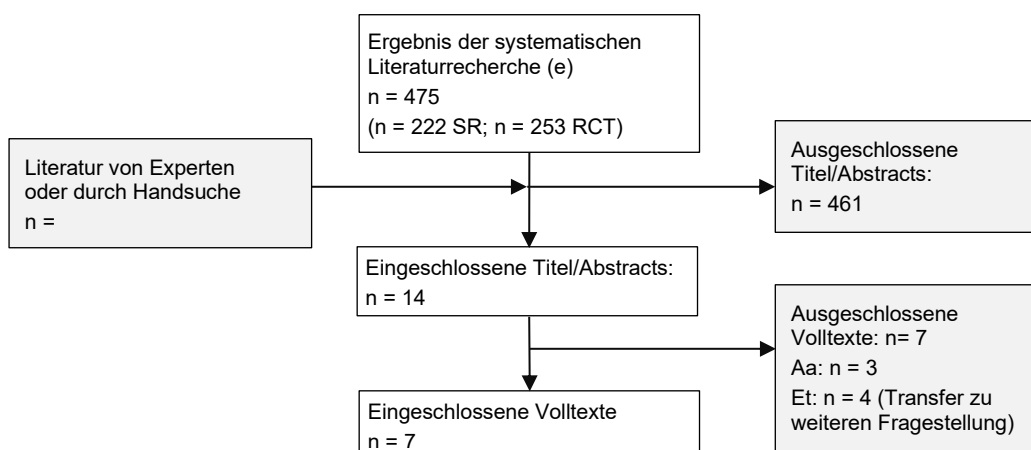 Ergebnis der systematischen
Literaturrecherche (e)
n = 475
(n = 222 SR; n = 253 RCT)
Literatur von Experten
oder durch Handsuche
n =
Ausgeschlossene
Titel/Abstracts:
n = 461
Eingeschlossene Titel/Abstracts:
n = 14
Ausgeschlossene
Volltexte: n= 7
Aa: n = 3
Et: n = 4 (Transfer zu
weiteren Fragestellung)
Eingeschlossene Volltexte
n = 7